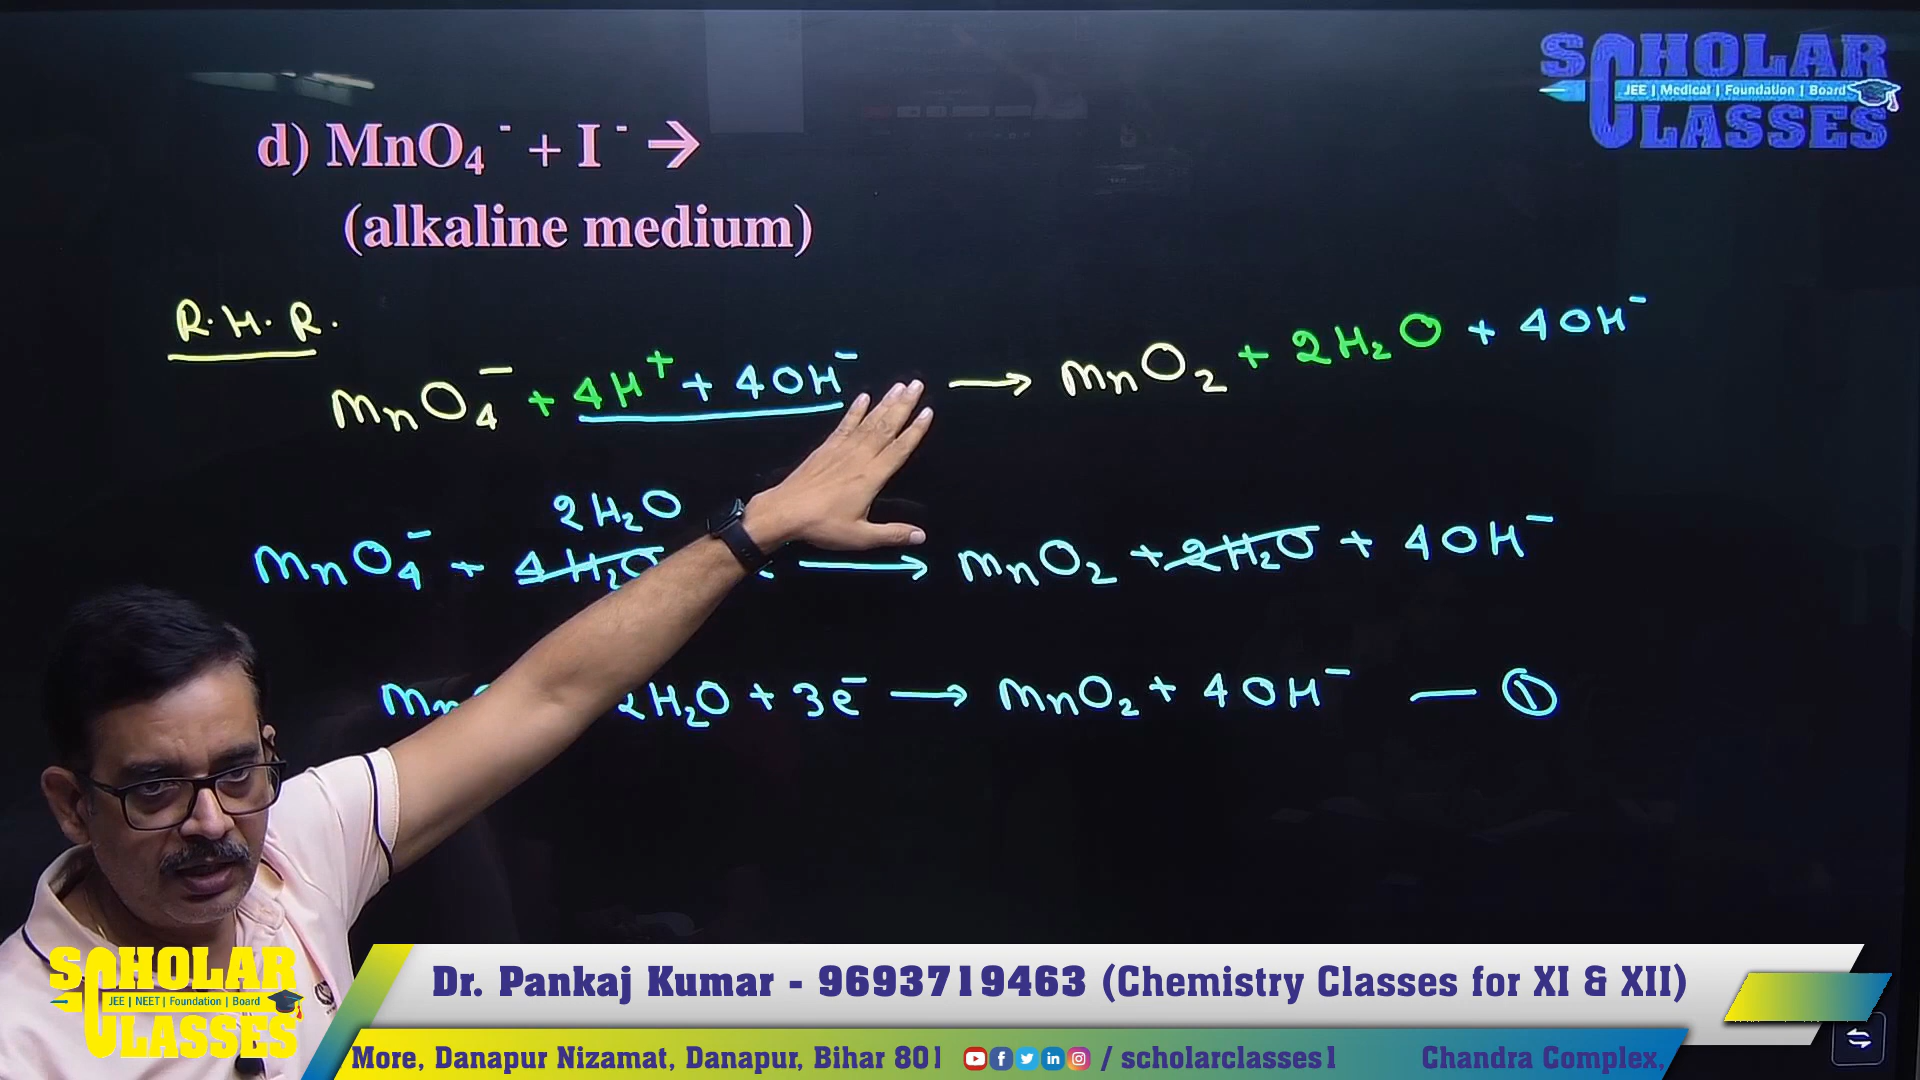 SCHOLAR
JEE | Medical | Foundation | Board
CLASSES
d) MnO₄⁻ + I⁻ →
(alkaline medium)
R.H.R.
MnO₄⁻ + 4H⁺ + 4OH⁻ → MnO₂ + 2H₂O + 4OH⁻
2H₂O
MnO₄⁻ + 4H₂O → MnO₂ + 2H₂O + 4OH⁻
Mn 2H₂O + 3e⁻ → MnO₂ + 4OH⁻ — ①
SCHOLAR
JEE | NEET | Foundation | Board
CLASSES
Dr. Pankaj Kumar - 9693719463 (Chemistry Classes for XI & XII)
More, Danapur Nizamat, Danapur, Bihar 801 / scholarclasses1 Chandra Complex,